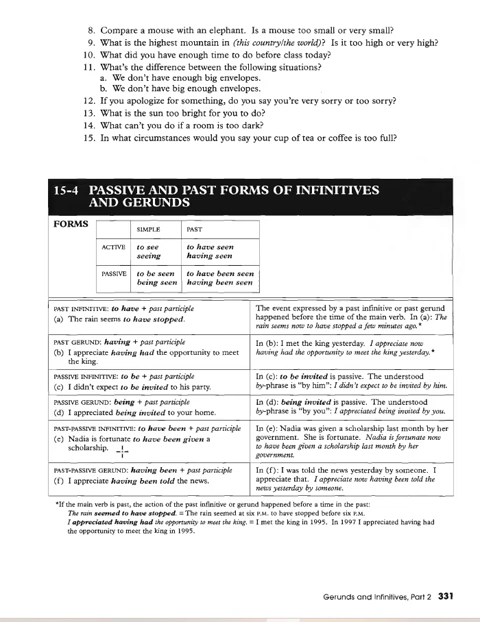 8. Compare a mouse with an elephant. Is a mouse too small or very small?
9. What is the highest mountain in (this country/the world)? Is it too high or very high?
10. What did you have enough time to do before class today?
11. What's the difference between the following situations?
a. We don't have enough big envelopes.
b. We don't have big enough envelopes.
12. If you apologize for something, do you say you're very sorry or too sorry?
13. What is the sun too bright for you to do?
14. What can't you do if a room is too dark?
15. In what circumstances would you say your cup of tea or coffee is too full?
15-4 PASSIVE AND PAST FORMS OF INFINITIVES
AND GERUNDS
FORMS
SIMPLE PAST
ACTIVE to see to have seen
seeing having seen
PASSIVE to be seen to have been seen
being seen having been seen
PAST INFINITIVE: to have + past participle
(a) The rain seems to have stopped.
The event expressed by a past infinitive or past gerund
happened before the time of the main verb. In (a): The
rain seems now to have stopped a few minutes ago.*
PAST GERUND: having + past participle
(b) I appreciate having had the opportunity to meet
the king.
In (b): I met the king yesterday. I appreciate now
having had the opportunity to meet the king yesterday.*
PASSIVE INFINITIVE: to be + past participle
(c) I didn't expect to be invited to his party.
In (c): to be invited is passive. The understood
by-phrase is "by him": I didn't expect to be invited by him.
PASSIVE GERUND: being + past participle
(d) I appreciated being invited to your home.
In (d): being invited is passive. The understood
by-phrase is "by you": I appreciated being invited by you.
PAST-PASSIVE INFINITIVE: to have been + past participle
(e) Nadia is fortunate to have been given a
scholarship.
In (e): Nadia was given a scholarship last month by her
government. She is fortunate. Nadia is fortunate now
to have been given a scholarship last month by her
government.
PAST-PASSIVE GERUND: having been + past participle
(f) I appreciate having been told the news.
In (f): I was told the news yesterday by someone. I
appreciate that. I appreciate now having been told the
news yesterday by someone.
*If the main verb is past, the action of the past infinitive or gerund happened before a time in the past:
The rain seemed to have stopped. = The rain seemed at six P.M. to have stopped before six P.M.
I appreciated having had the opportunity to meet the king. = I met the king in 1995. In 1997 I appreciated having had
the opportunity to meet the king in 1995.
Gerunds and Infinitives, Part 2 331